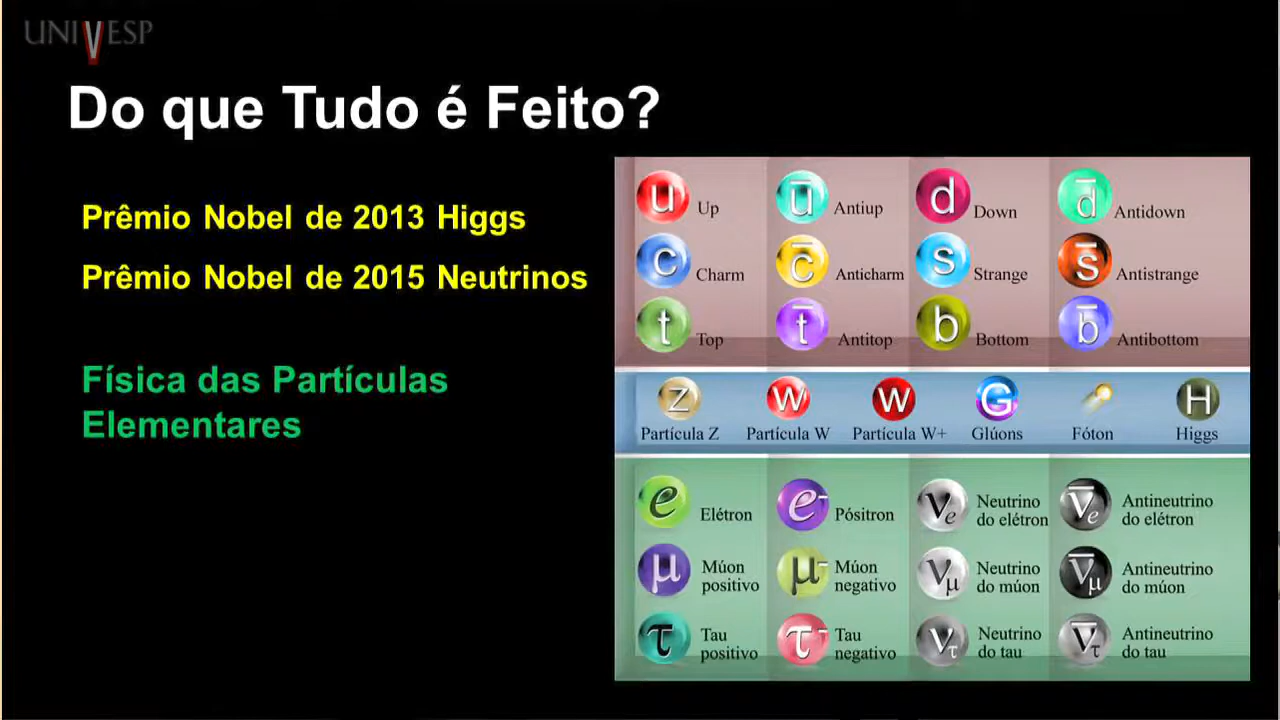 UNIVESP
Do que Tudo é Feito?
Prêmio Nobel de 2013 Higgs
Prêmio Nobel de 2015 Neutrinos
Física das Partículas
Elementares
u Up
u̅ Antiup
d Down
d̅ Antidown
c Charm
c̅ Anticharm
s Strange
s̅ Antistrange
t Top
t̅ Antitop
b Bottom
b̅ Antibottom
Z W W G H
Partícula Z Partícula W Partícula W+ Glúons Fóton Higgs
e Elétron
e⁻ Pósitron
νe Neutrino
do elétron
ν̅e Antineutrino
do elétron
μ Múon
positivo
μ⁻ Múon
negativo
νμ Neutrino
do múon
ν̅μ Antineutrino
do múon
τ Tau
positivo
τ⁻ Tau
negativo
ντ Neutrino
do tau
ν̅τ Antineutrino
do tau